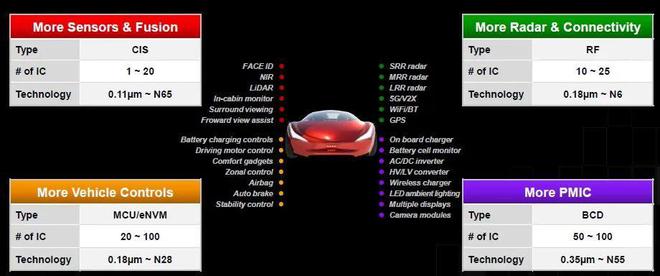 More Sensors & Fusion
Type CIS
# of IC 1 ~ 20
Technology 0.11μm ~ N65
More Radar & Connectivity
Type RF
# of IC 10 ~ 25
Technology 0.18μm ~ N6
FACE ID
NIR
LiDAR
In-cabin monitor
Surround viewing
Froward view assist
SRR radar
MRR radar
LRR radar
5G/V2X
WiFi/BT
GPS
Battery charging controls
Driving motor control
Comfort gadgets
Zonal control
Airbag
Auto brake
Stability control
On board charger
Battery cell monitor
AC/DC inverter
HV/LV converter
Wireless charger
LED ambient lighting
Multiple displays
Camera modules
More Vehicle Controls
Type MCU/eNVM
# of IC 20 ~ 100
Technology 0.18μm ~ N28
More PMIC
Type BCD
# of IC 50 ~ 100
Technology 0.35μm ~ N55